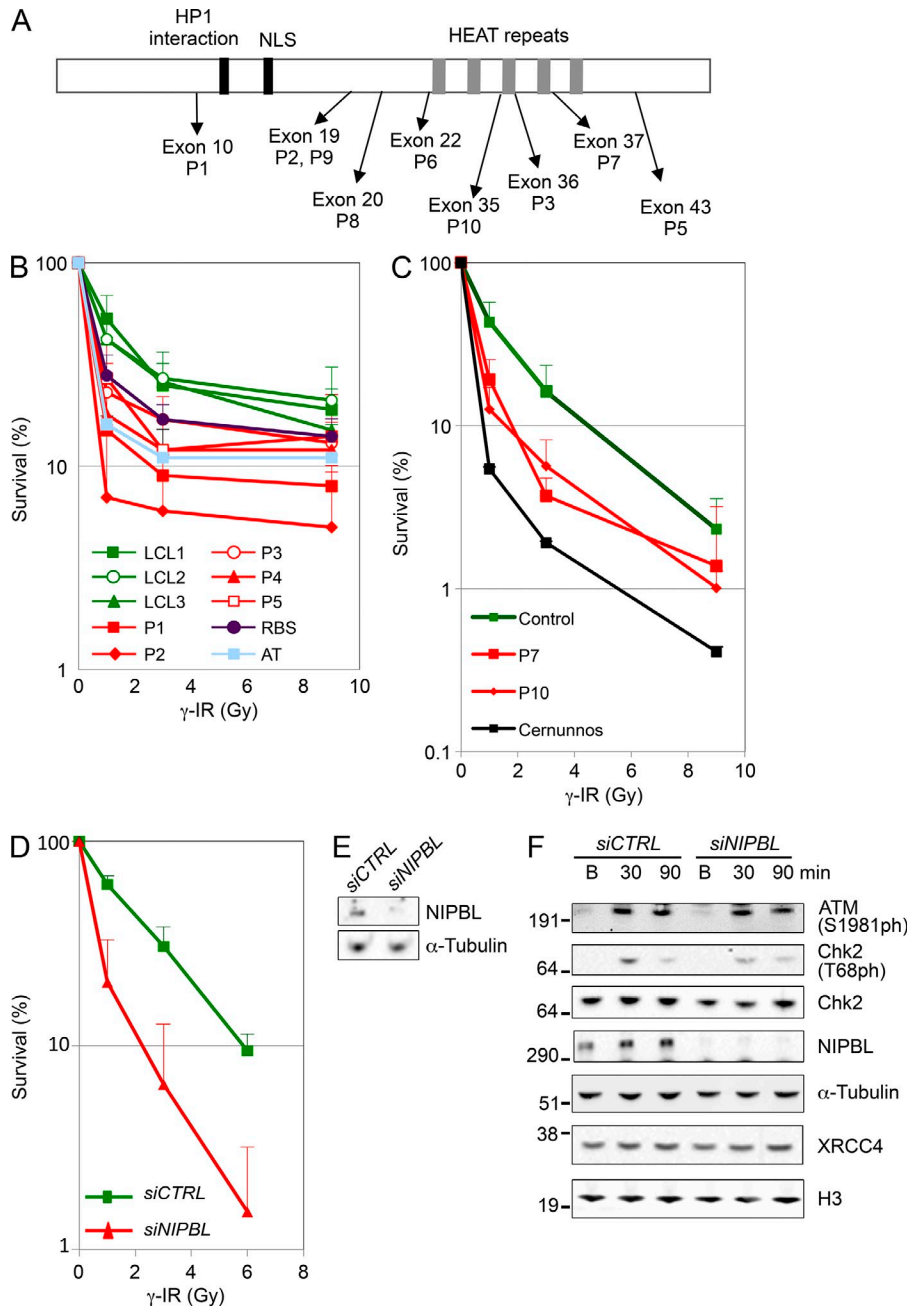 A
HP1
interaction
NLS
HEAT repeats
Exon 10
P1
Exon 19
P2, P9
Exon 20
P8
Exon 22
P6
Exon 35
P10
Exon 36
P3
Exon 37
P7
Exon 43
P5
B
100
10
1
Survival (%)
LCL1
LCL2
LCL3
P1
P2
P3
P4
P5
RBS
AT
0 2 4 6 8 10
γ-IR (Gy)
C
100
10
1
0.1
Survival (%)
Control
P7
P10
Cernunnos
0 2 4 6 8 10
γ-IR (Gy)
D
100
10
1
Survival (%)
siCTRL
siNIPBL
0 2 4 6 8
γ-IR (Gy)
E
siCTRL
siNIPBL
NIPBL
α-Tubulin
F
siCTRL siNIPBL
B 30 90 B 30 90 min
191
ATM
(S1981ph)
64
Chk2
(T68ph)
64
Chk2
290
NIPBL
51
α-Tubulin
38
XRCC4
19
H3